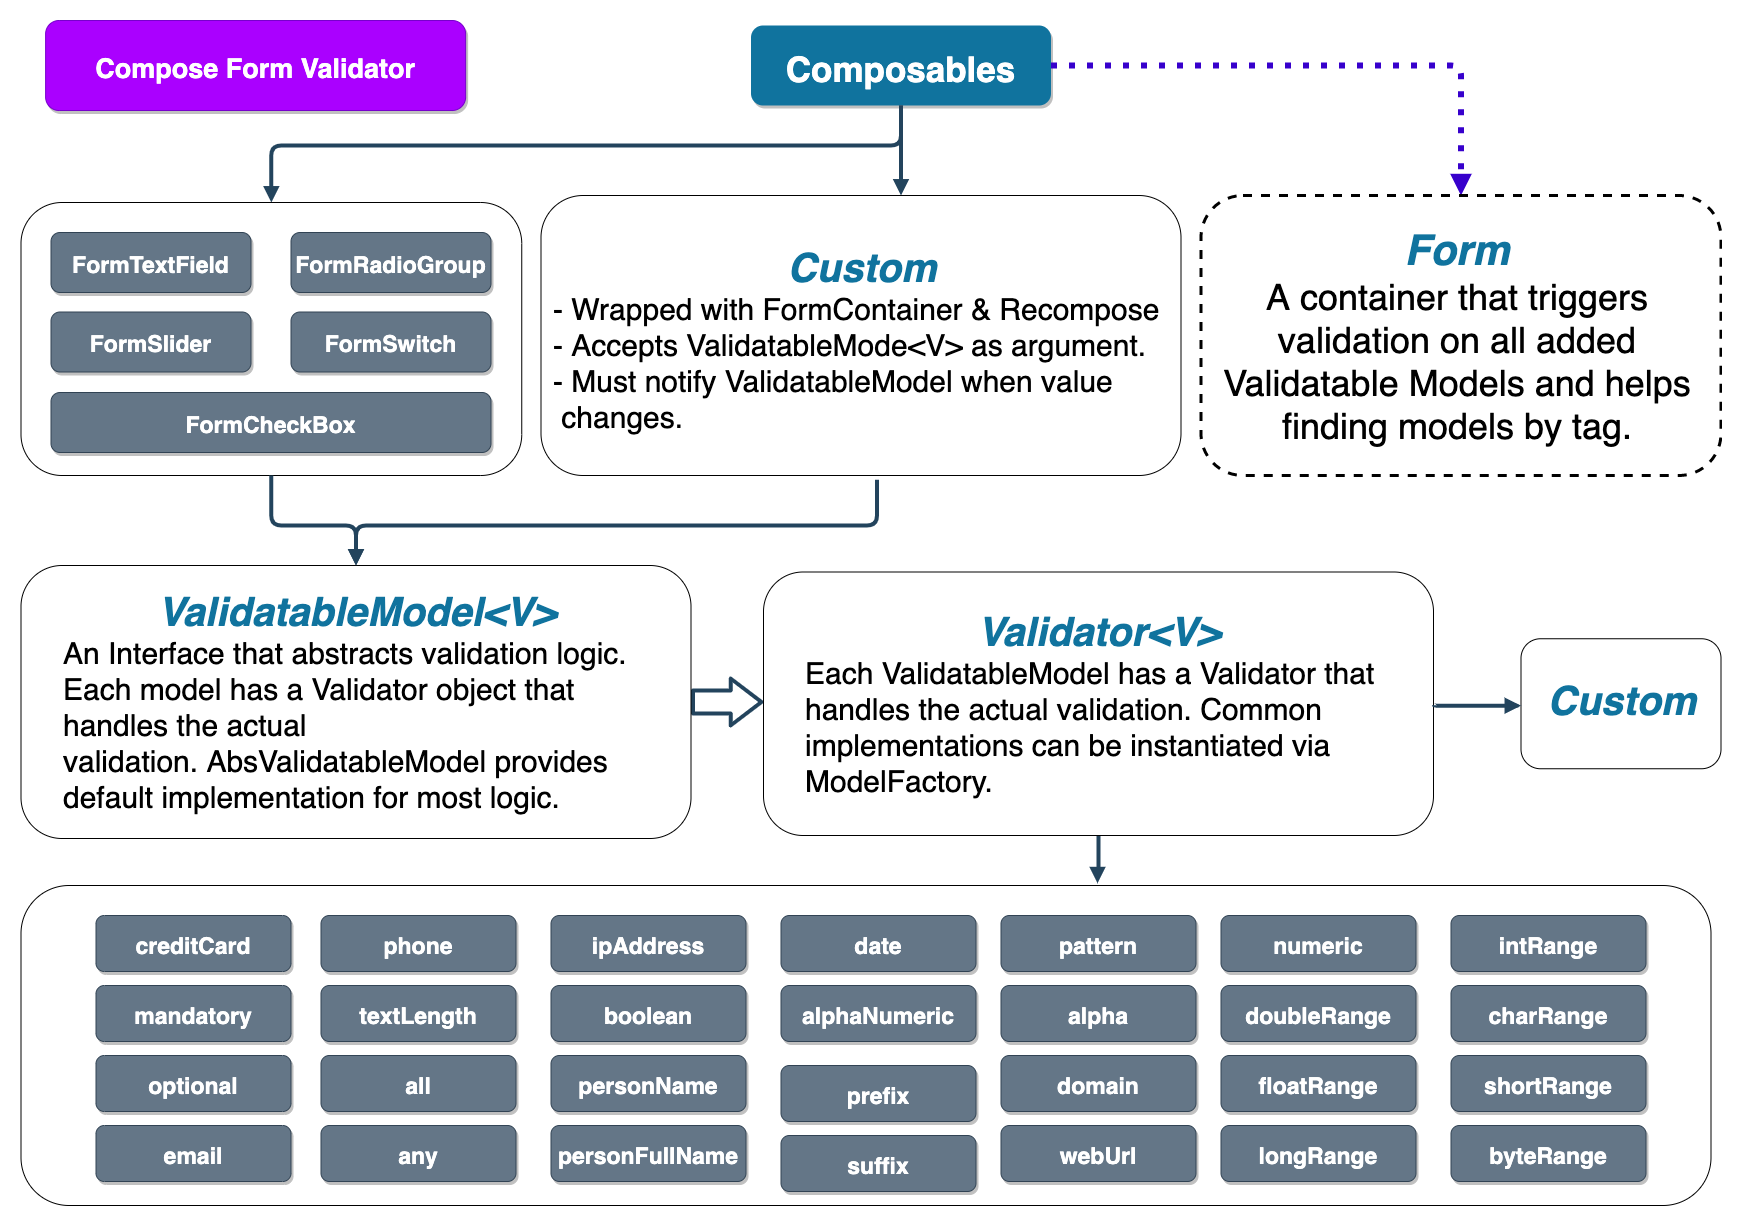 Compose Form Validator
Composables
FormTextField
FormRadioGroup
FormSlider
FormSwitch
FormCheckBox
Custom
- Wrapped with FormContainer & Recompose
- Accepts ValidatableMode<V> as argument.
- Must notify ValidatableModel when value
changes.
Form
A container that triggers
validation on all added
Validatable Models and helps
finding models by tag.
ValidatableModel<V>
An Interface that abstracts validation logic.
Each model has a Validator object that
handles the actual
validation. AbsValidatableModel provides
default implementation for most logic.
Validator<V>
Each ValidatableModel has a Validator that
handles the actual validation. Common
implementations can be instantiated via
ModelFactory.
Custom
creditCard
phone
ipAddress
date
pattern
numeric
intRange
mandatory
textLength
boolean
alphaNumeric
alpha
doubleRange
charRange
optional
all
personName
prefix
domain
floatRange
shortRange
email
any
personFullName
suffix
webUrl
longRange
byteRange